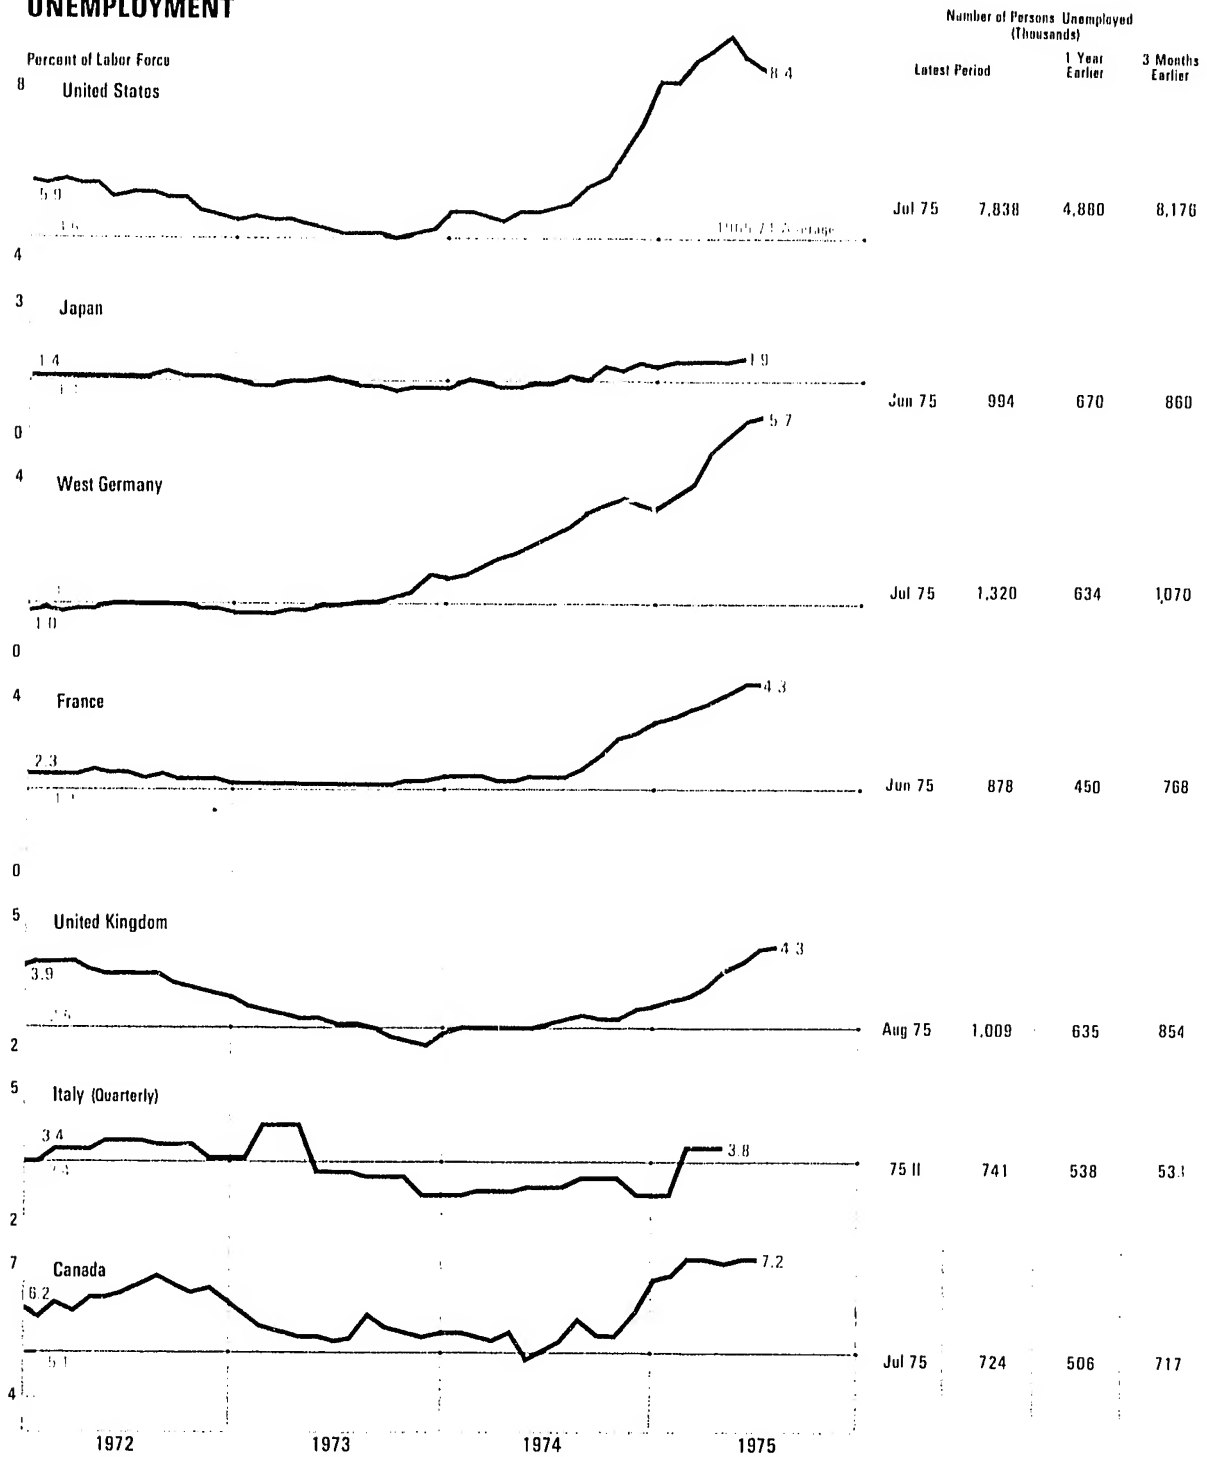 UNEMPLOYMENT
Number of Persons Unemployed
(Thousands)
Percent of Labor Force
Latest Period
1 Year Earlier
3 Months Earlier
8
United States
8.4
5.9
Jul 75 7,838 4,880 8,176
Average
4
3
Japan
1.4
1.9
Jun 75 994 670 860
0
5.7
4
West Germany
Jul 75 1,320 634 1,070
1.0
0
4
France
4.3
2.3
Jun 75 878 450 768
0
5
United Kingdom
4.3
3.9
Aug 75 1,009 635 854
2
5
Italy (Quarterly)
3.4
3.8
75 II 741 538
2
7
Canada
7.2
6.2
5.1
Jul 75 724 506 717
4
1972 1973 1974 1975